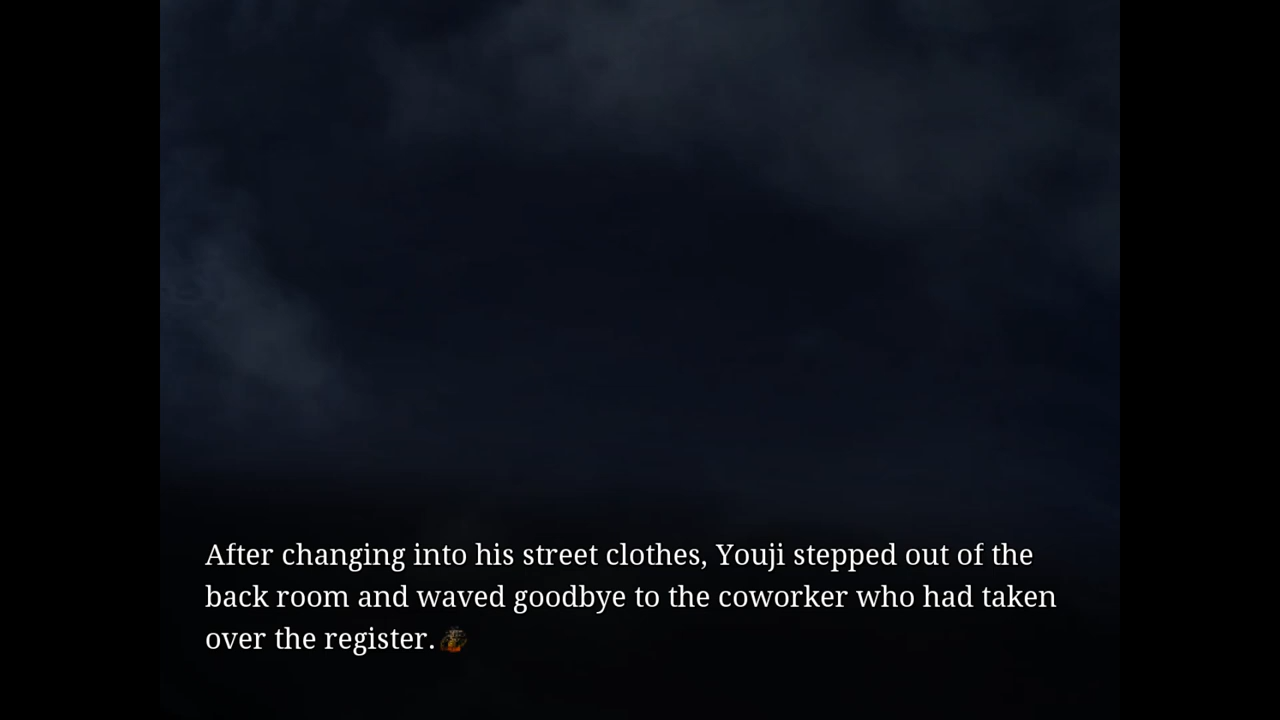 After changing into his street clothes, Youji stepped out of the
back room and waved goodbye to the coworker who had taken
over the register.